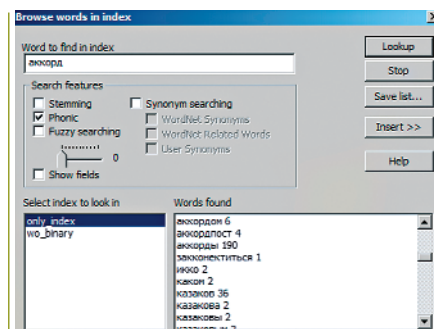 Browse words in index
Word to find in index
аккорд
Lookup
Stop
Save list...
Insert >>
Help
Search features
Stemming
Phonic
Fuzzy searching
0
Show fields
Synonym searching
WordNet Synonyms
WordNet Related Words
User Synonyms
Select index to look in
only_index
wo_binary
Words found
аккордом 6
аккордпост 4
аккорды 190
законнектиться 1
икко 2
каком 2
казаков 36
казакова 2
казаковы 2